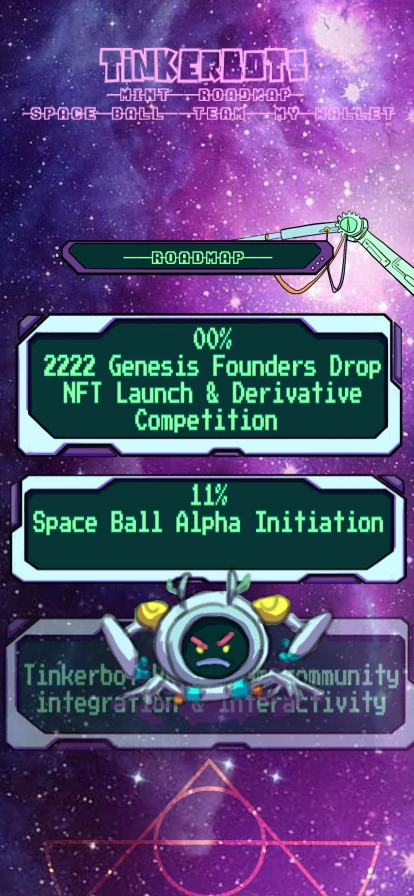 TINKERBOTS
MINT ROADMAP
SPACE BALL TEAM MY WALLET
ROADMAP
00%
2222 Genesis Founders Drop
NFT Launch & Derivative
Competition
11%
Space Ball Alpha Initiation
Tinkerbot community
integration & Interactivity